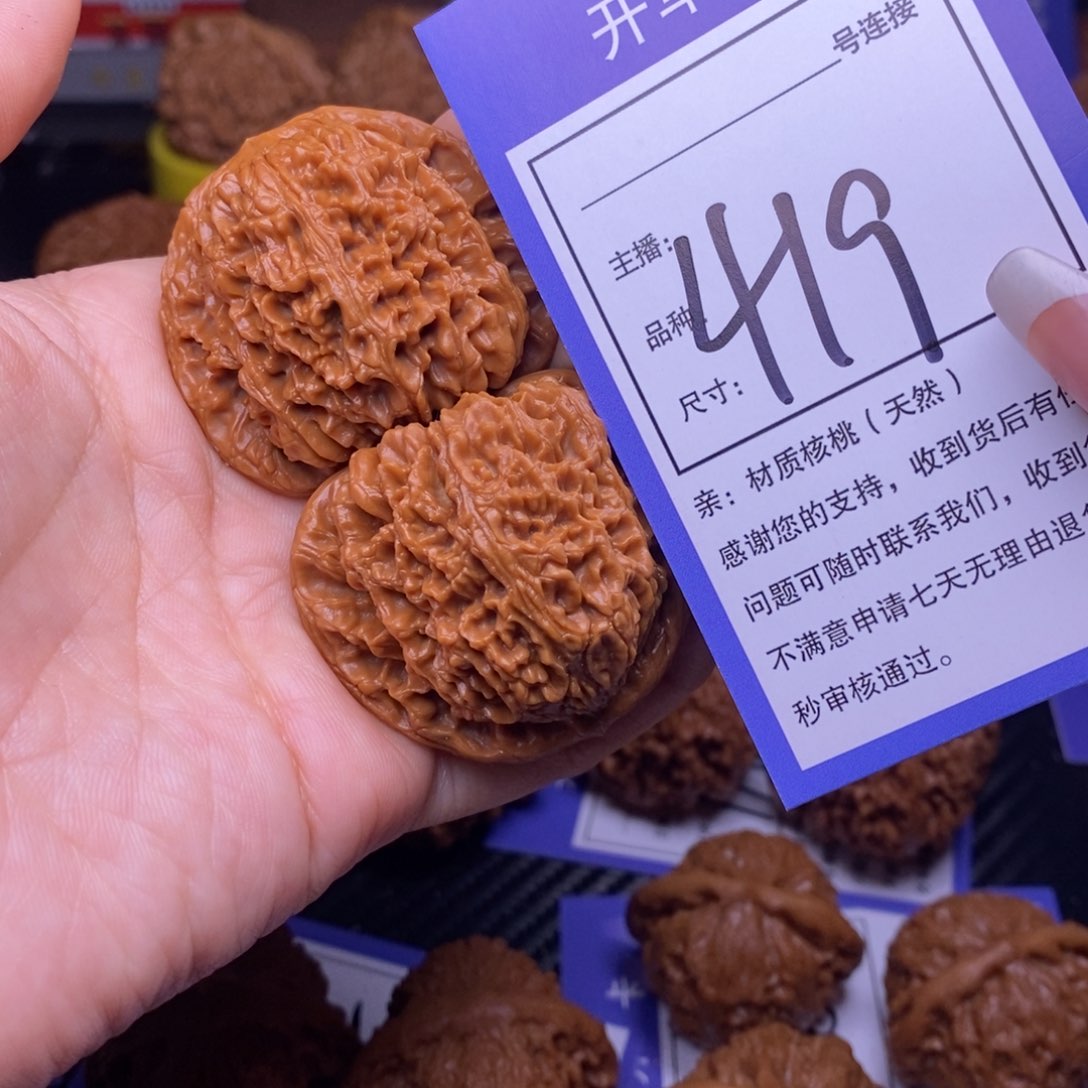 号连接
主播:
品种
尺寸:
419
亲：材质核桃（天然）
感谢您的支持，收到货后有任
问题可随时联系我们，收到
不满意申请七天无理由退
秒审核通过。